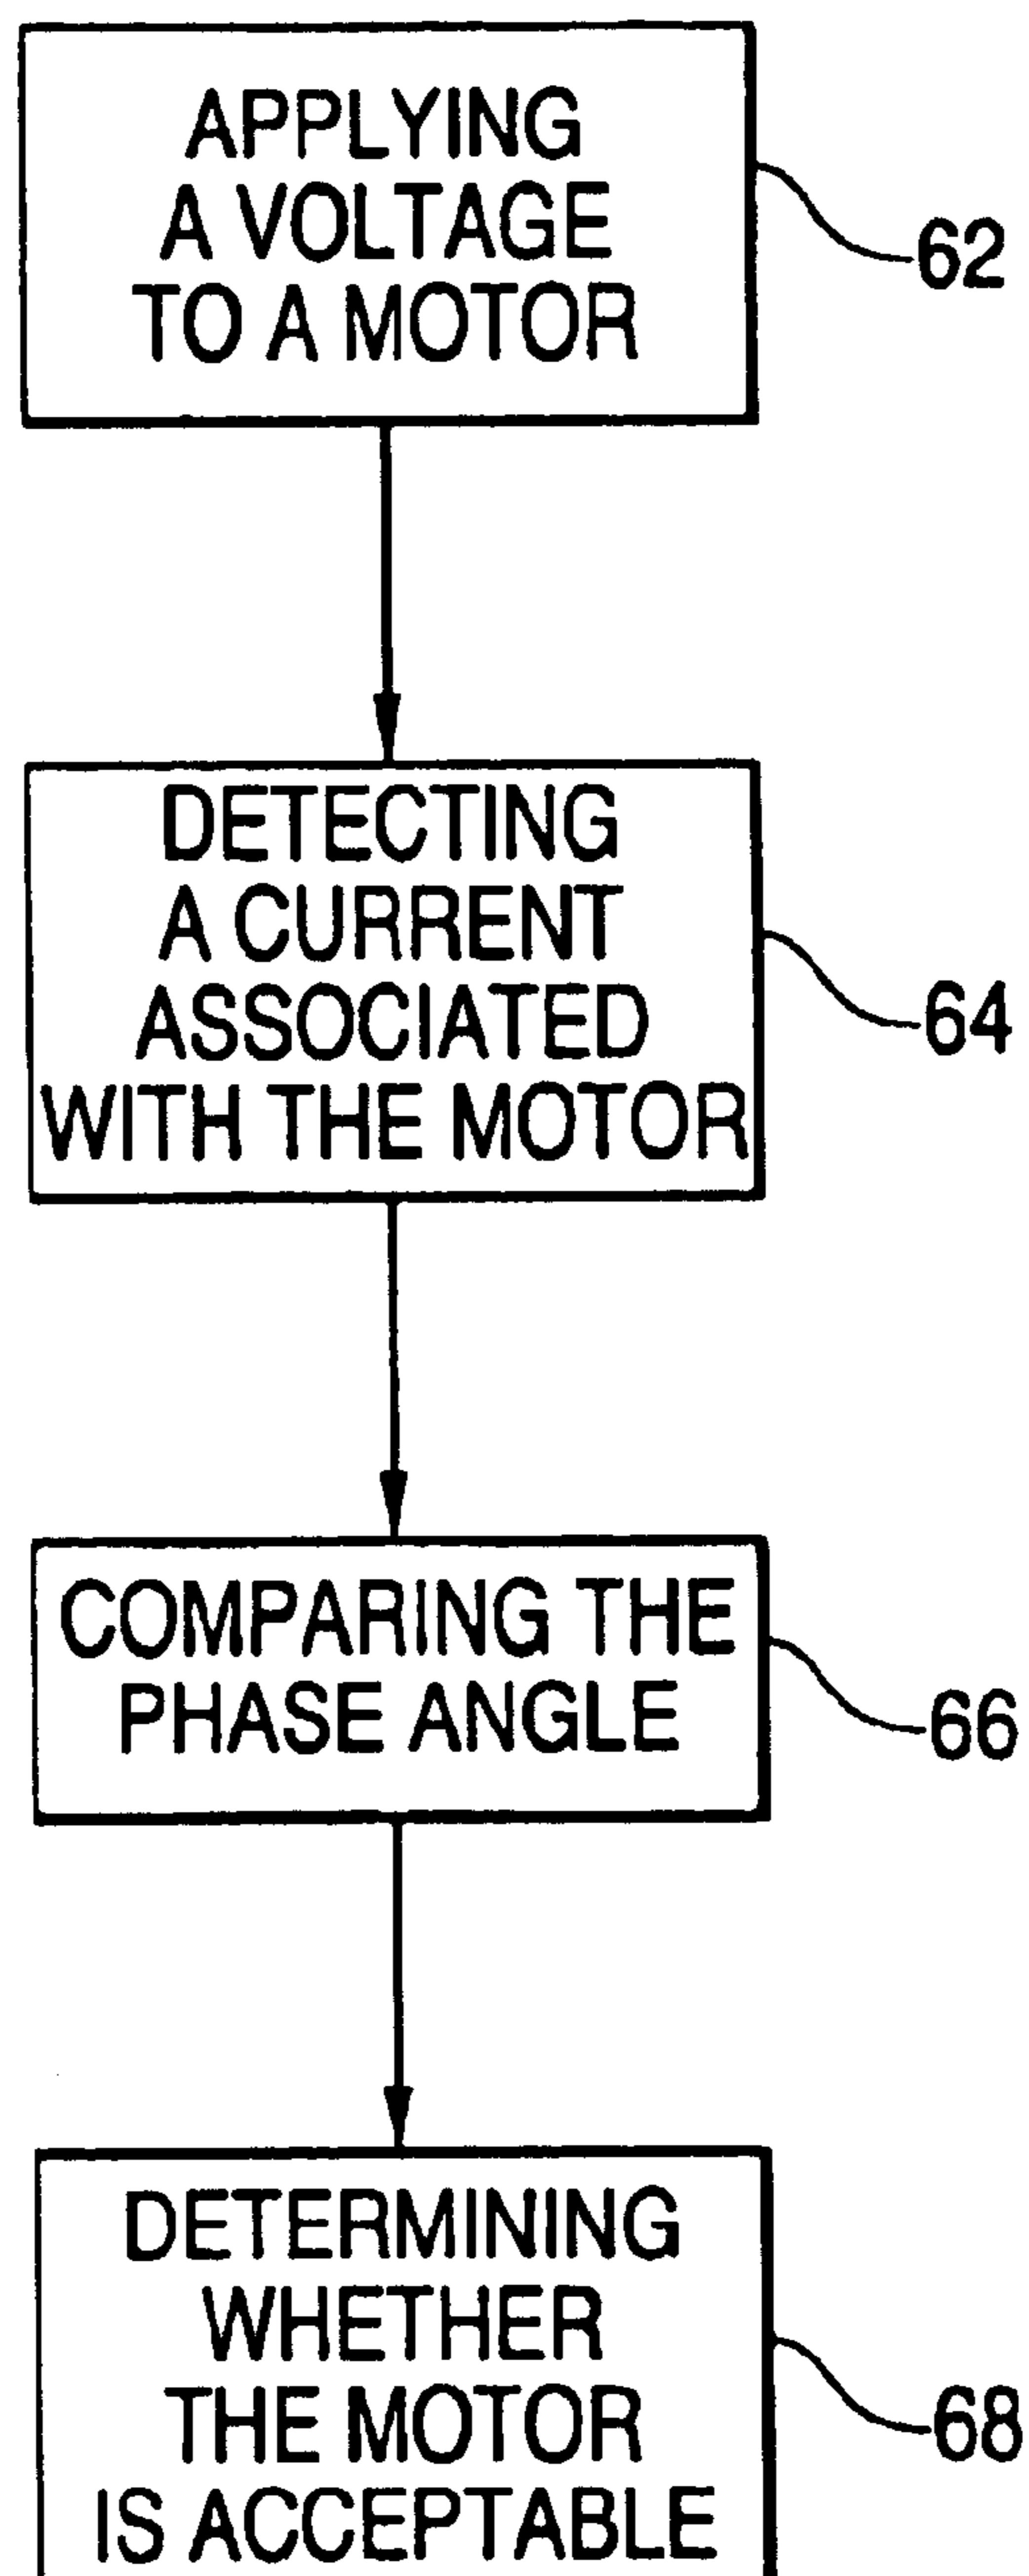 APPLYING
A VOLTAGE
TO A MOTOR
62
DETECTING
A CURRENT
ASSOCIATED
WITH THE MOTOR
64
COMPARING THE
PHASE ANGLE
66
DETERMINING
WHETHER
THE MOTOR
IS ACCEPTABLE
68